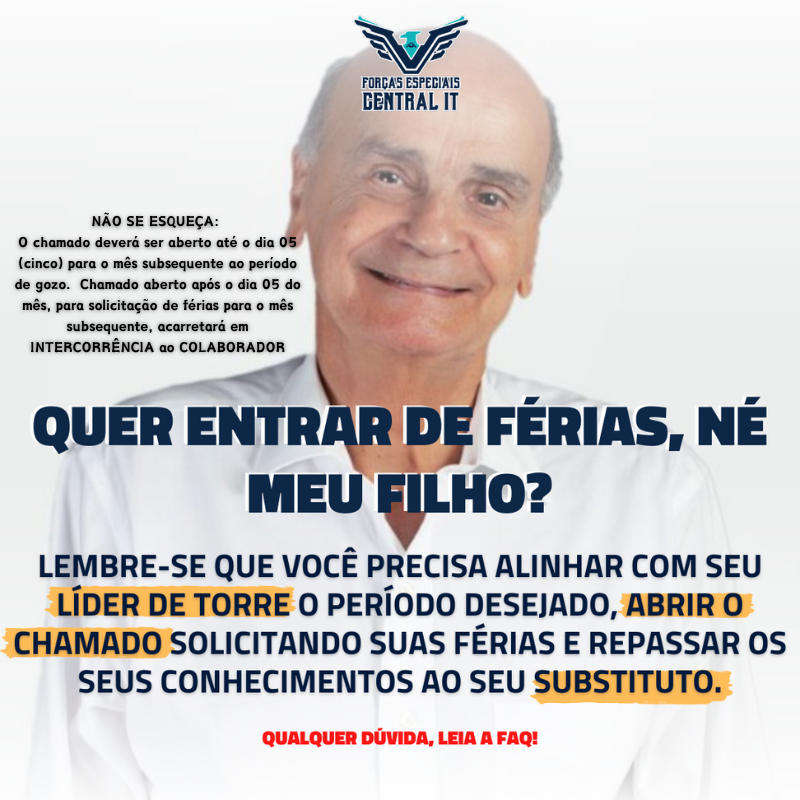 FORÇAS ESPECIAIS
CENTRAL IT
NÃO SE ESQUEÇA:
O chamado deverá ser aberto até o dia 05
(cinco) para o mês subsequente ao período
de gozo. Chamado aberto após o dia 05 do
mês, para solicitação de férias para o mês
subsequente, acarretará em
INTERCORRÊNCIA ao COLABORADOR
QUER ENTRAR DE FÉRIAS, NÉ
MEU FILHO?
LEMBRE-SE QUE VOCÊ PRECISA ALINHAR COM SEU
LÍDER DE TORRE O PERÍODO DESEJADO, ABRIR O
CHAMADO SOLICITANDO SUAS FÉRIAS E REPASSAR OS
SEUS CONHECIMENTOS AO SEU SUBSTITUTO.
QUALQUER DÚVIDA, LEIA A FAQ!